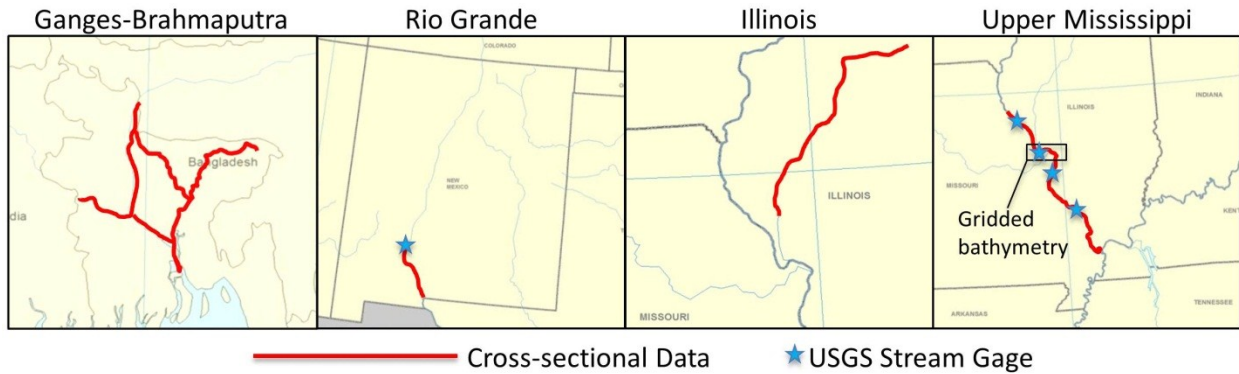 Ganges-Brahmaputra
Rio Grande
Illinois
Upper Mississippi
Bangladesh
dia
COLORADO
NEW
MEXICO
ILLINOIS
MISSOURI
ILLINOIS
INDIANA
MISSOURI
KENT
Gridded
bathymetry
TENNESSEE
ARKANSAS
Cross-sectional Data
USGS Stream Gage